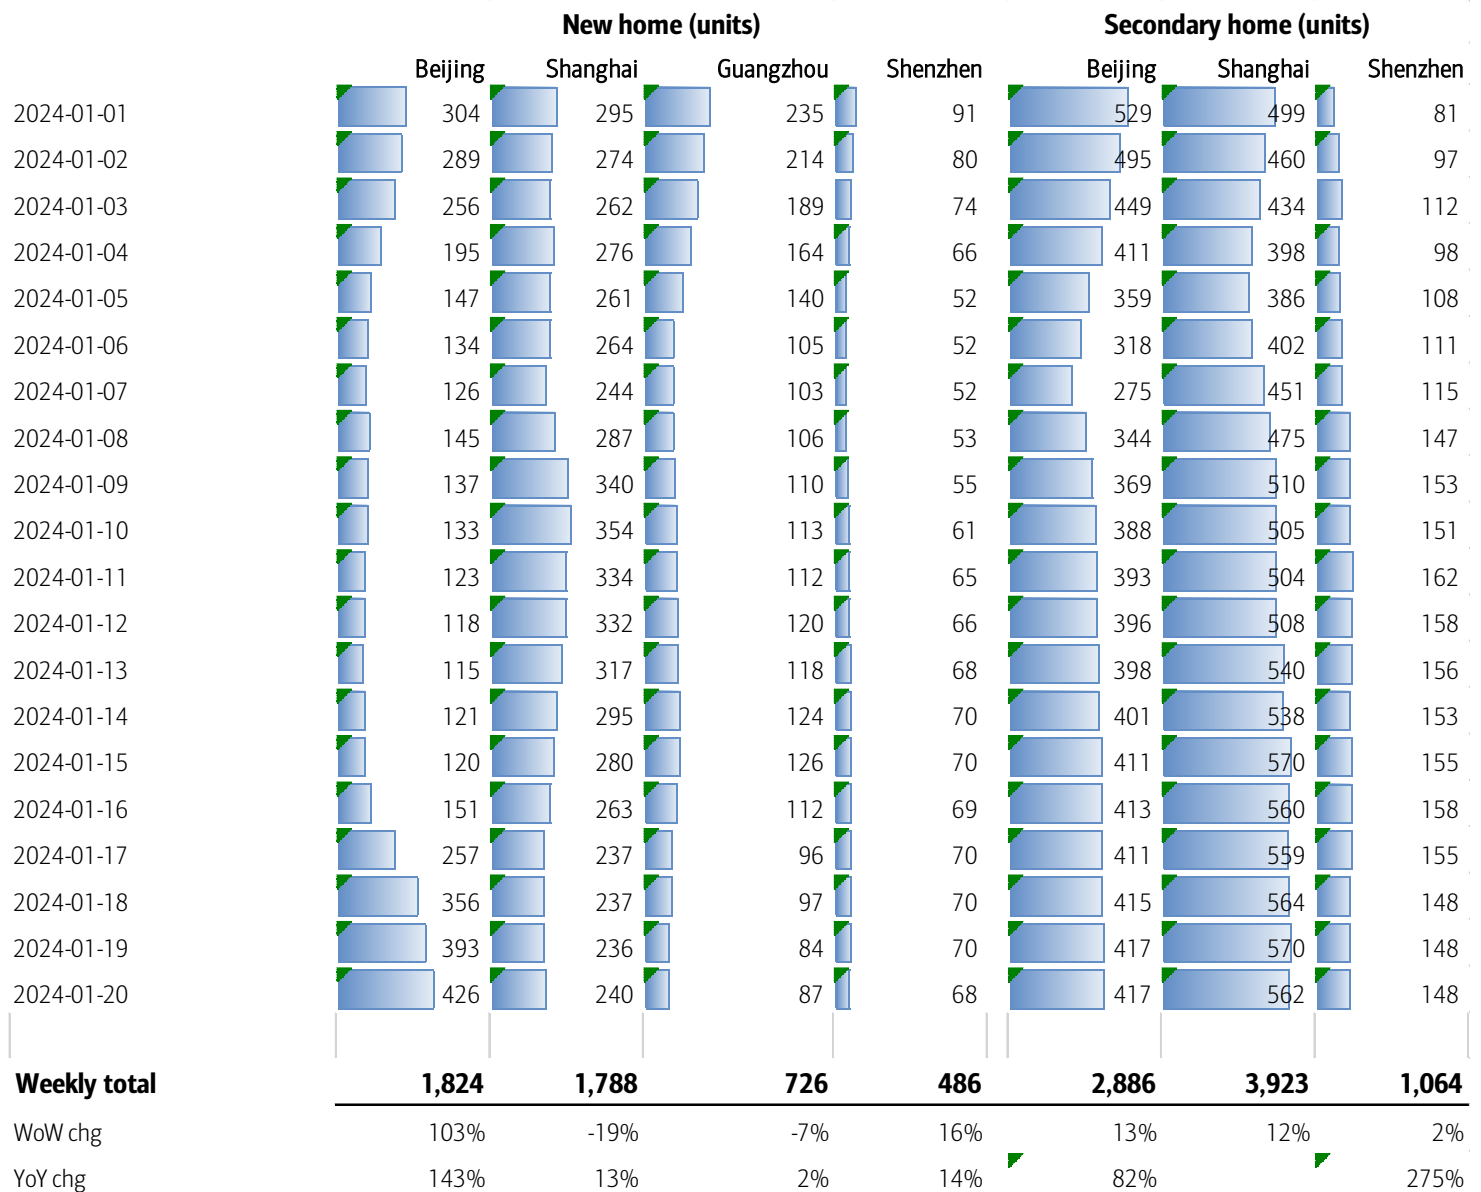 New home (units) Secondary home (units)
Beijing Shanghai Guangzhou Shenzhen Beijing Shanghai Shenzhen
2024-01-01 304 295 235 91 529 499 81
2024-01-02 289 274 214 80 495 460 97
2024-01-03 256 262 189 74 449 434 112
2024-01-04 195 276 164 66 411 398 98
2024-01-05 147 261 140 52 359 386 108
2024-01-06 134 264 105 52 318 402 111
2024-01-07 126 244 103 52 275 451 115
2024-01-08 145 287 106 53 344 475 147
2024-01-09 137 340 110 55 369 510 153
2024-01-10 133 354 113 61 388 505 151
2024-01-11 123 334 112 65 393 504 162
2024-01-12 118 332 120 66 396 508 158
2024-01-13 115 317 118 68 398 540 156
2024-01-14 121 295 124 70 401 538 153
2024-01-15 120 280 126 70 411 570 155
2024-01-16 151 263 112 69 413 560 158
2024-01-17 257 237 96 70 411 559 155
2024-01-18 356 237 97 70 415 564 148
2024-01-19 393 236 84 70 417 570 148
2024-01-20 426 240 87 68 417 562 148
Weekly total 1,824 1,788 726 486 2,886 3,923 1,064
WoW chg 103% -19% -7% 16% 13% 12% 2%
YoY chg 143% 13% 2% 14% 82% 275%